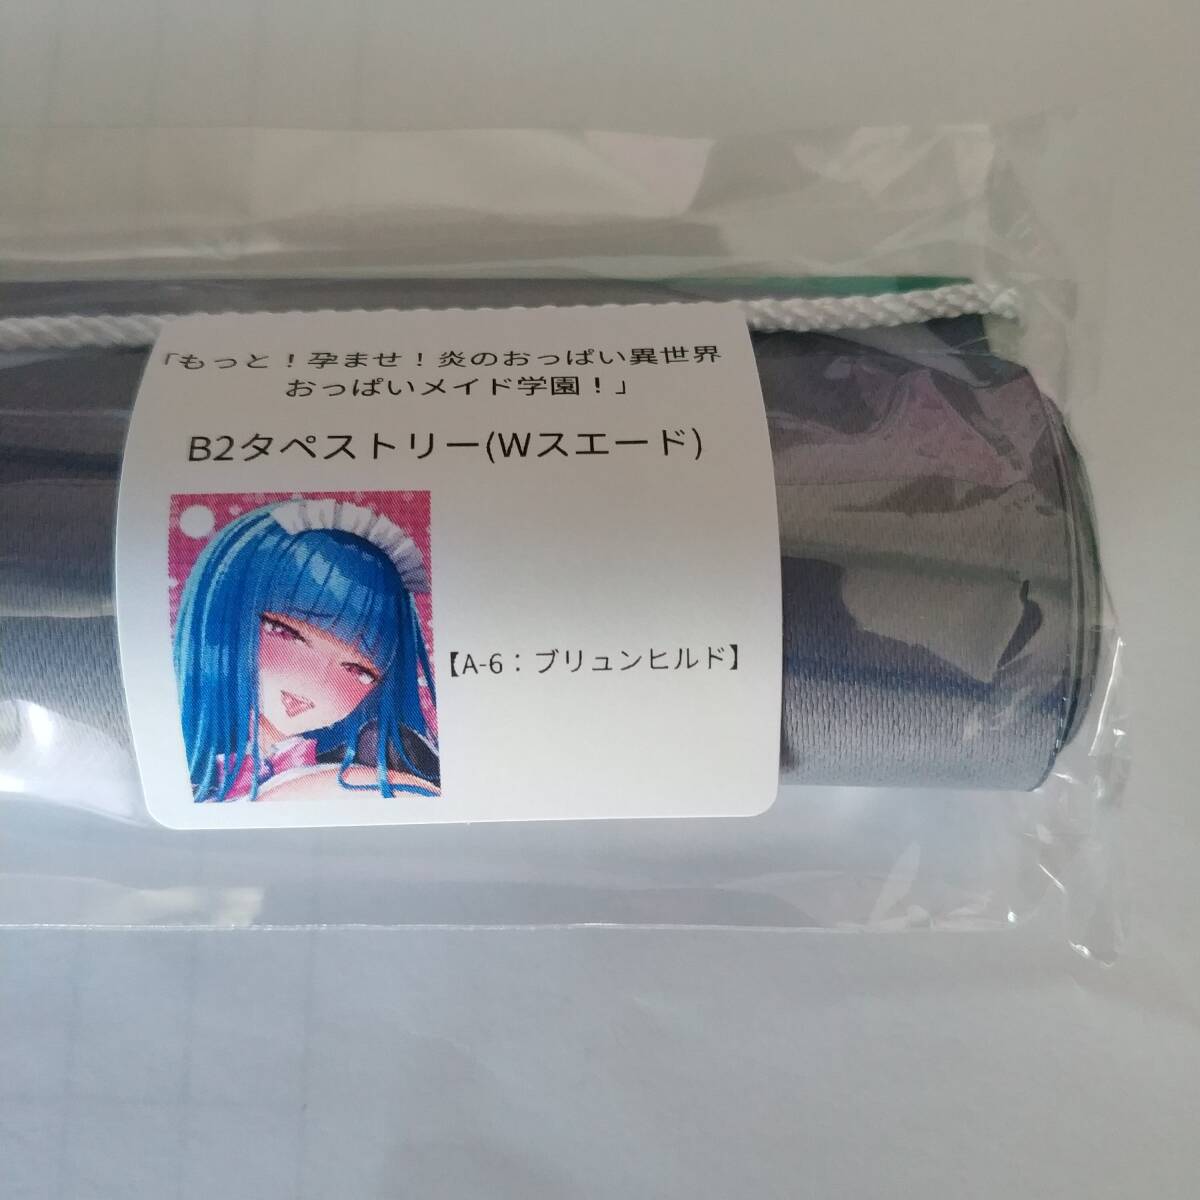 「もっと！孕ませ！炎のおっぱい異世界
おっぱいメイド学園！」
B2タペストリー(Wスエード)
【A-6：ブリュンヒルド】